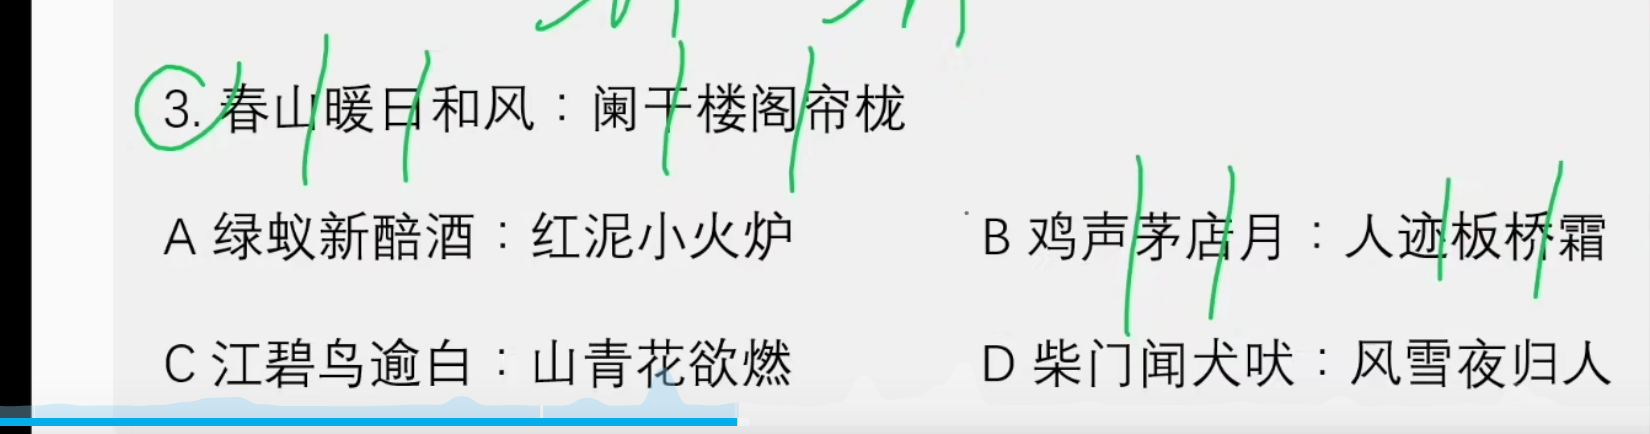 3. 春山暖日和风：阑干楼阁帘栊
A 绿蚁新醅酒：红泥小火炉 B 鸡声茅店月：人迹板桥霜
C 江碧鸟逾白：山青花欲燃 D 柴门闻犬吠：风雪夜归人